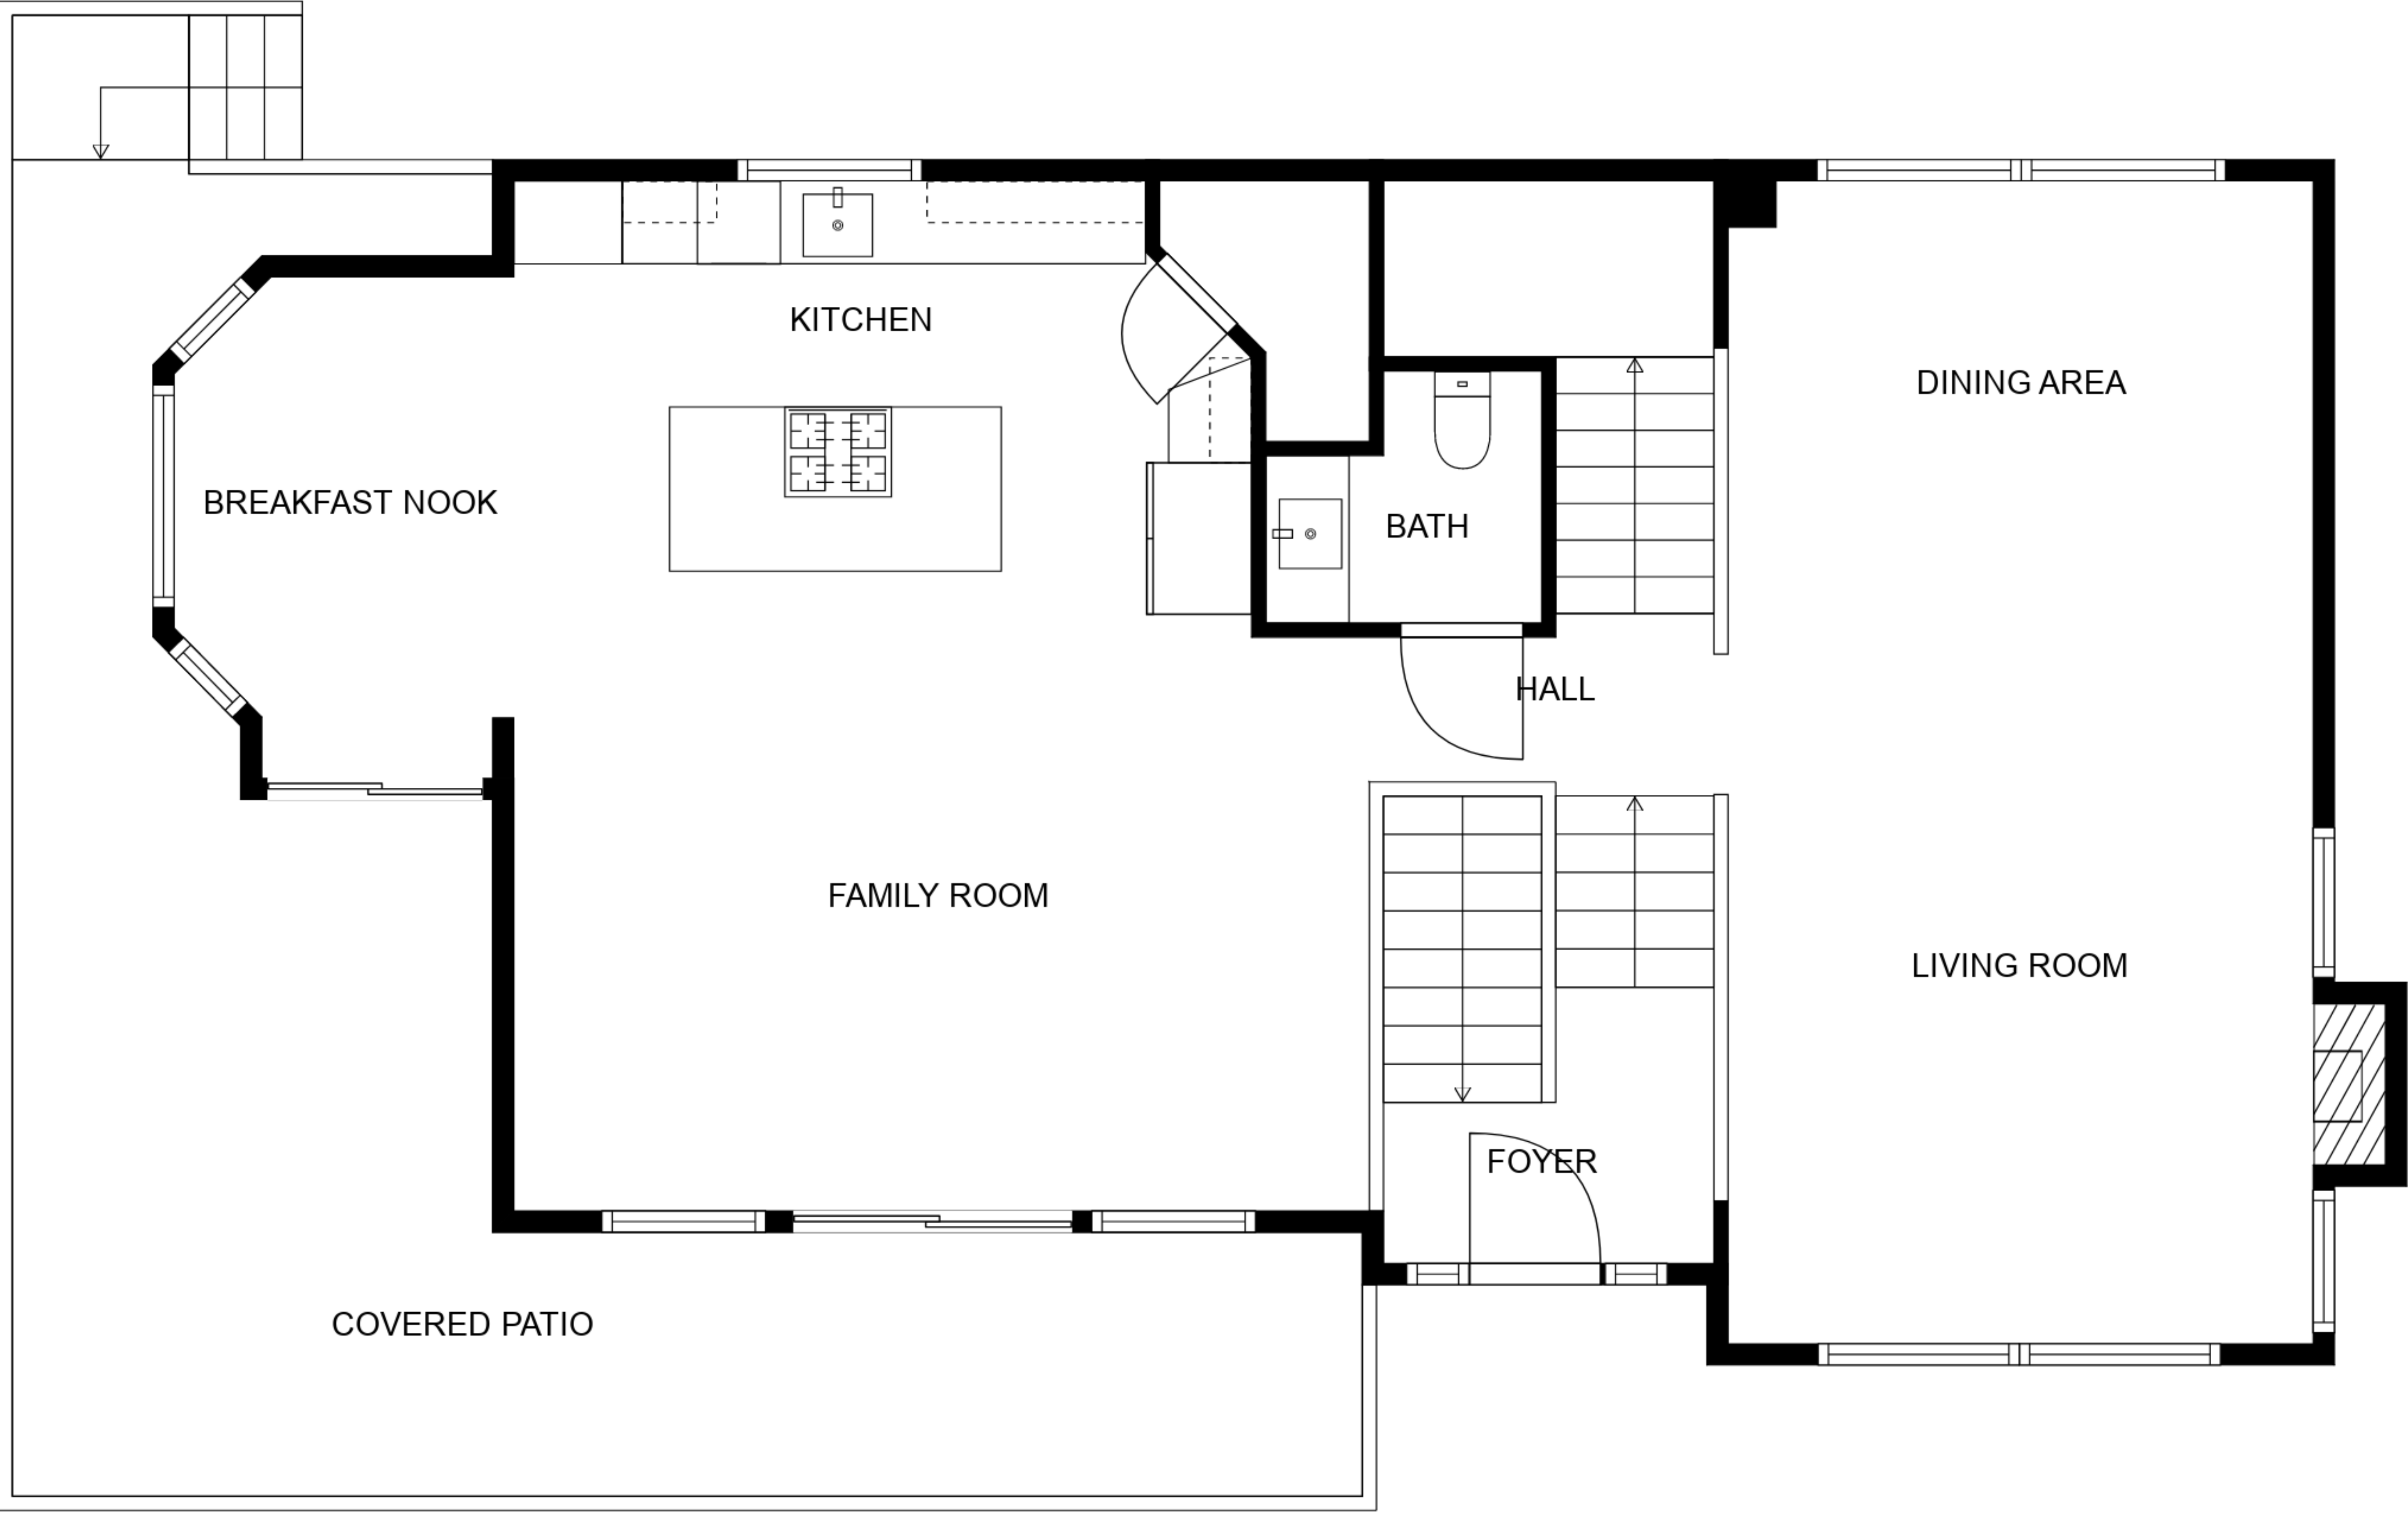 KITCHEN
DINING AREA
BREAKFAST NOOK
BATH
HALL
FAMILY ROOM
LIVING ROOM
FOYER
COVERED PATIO